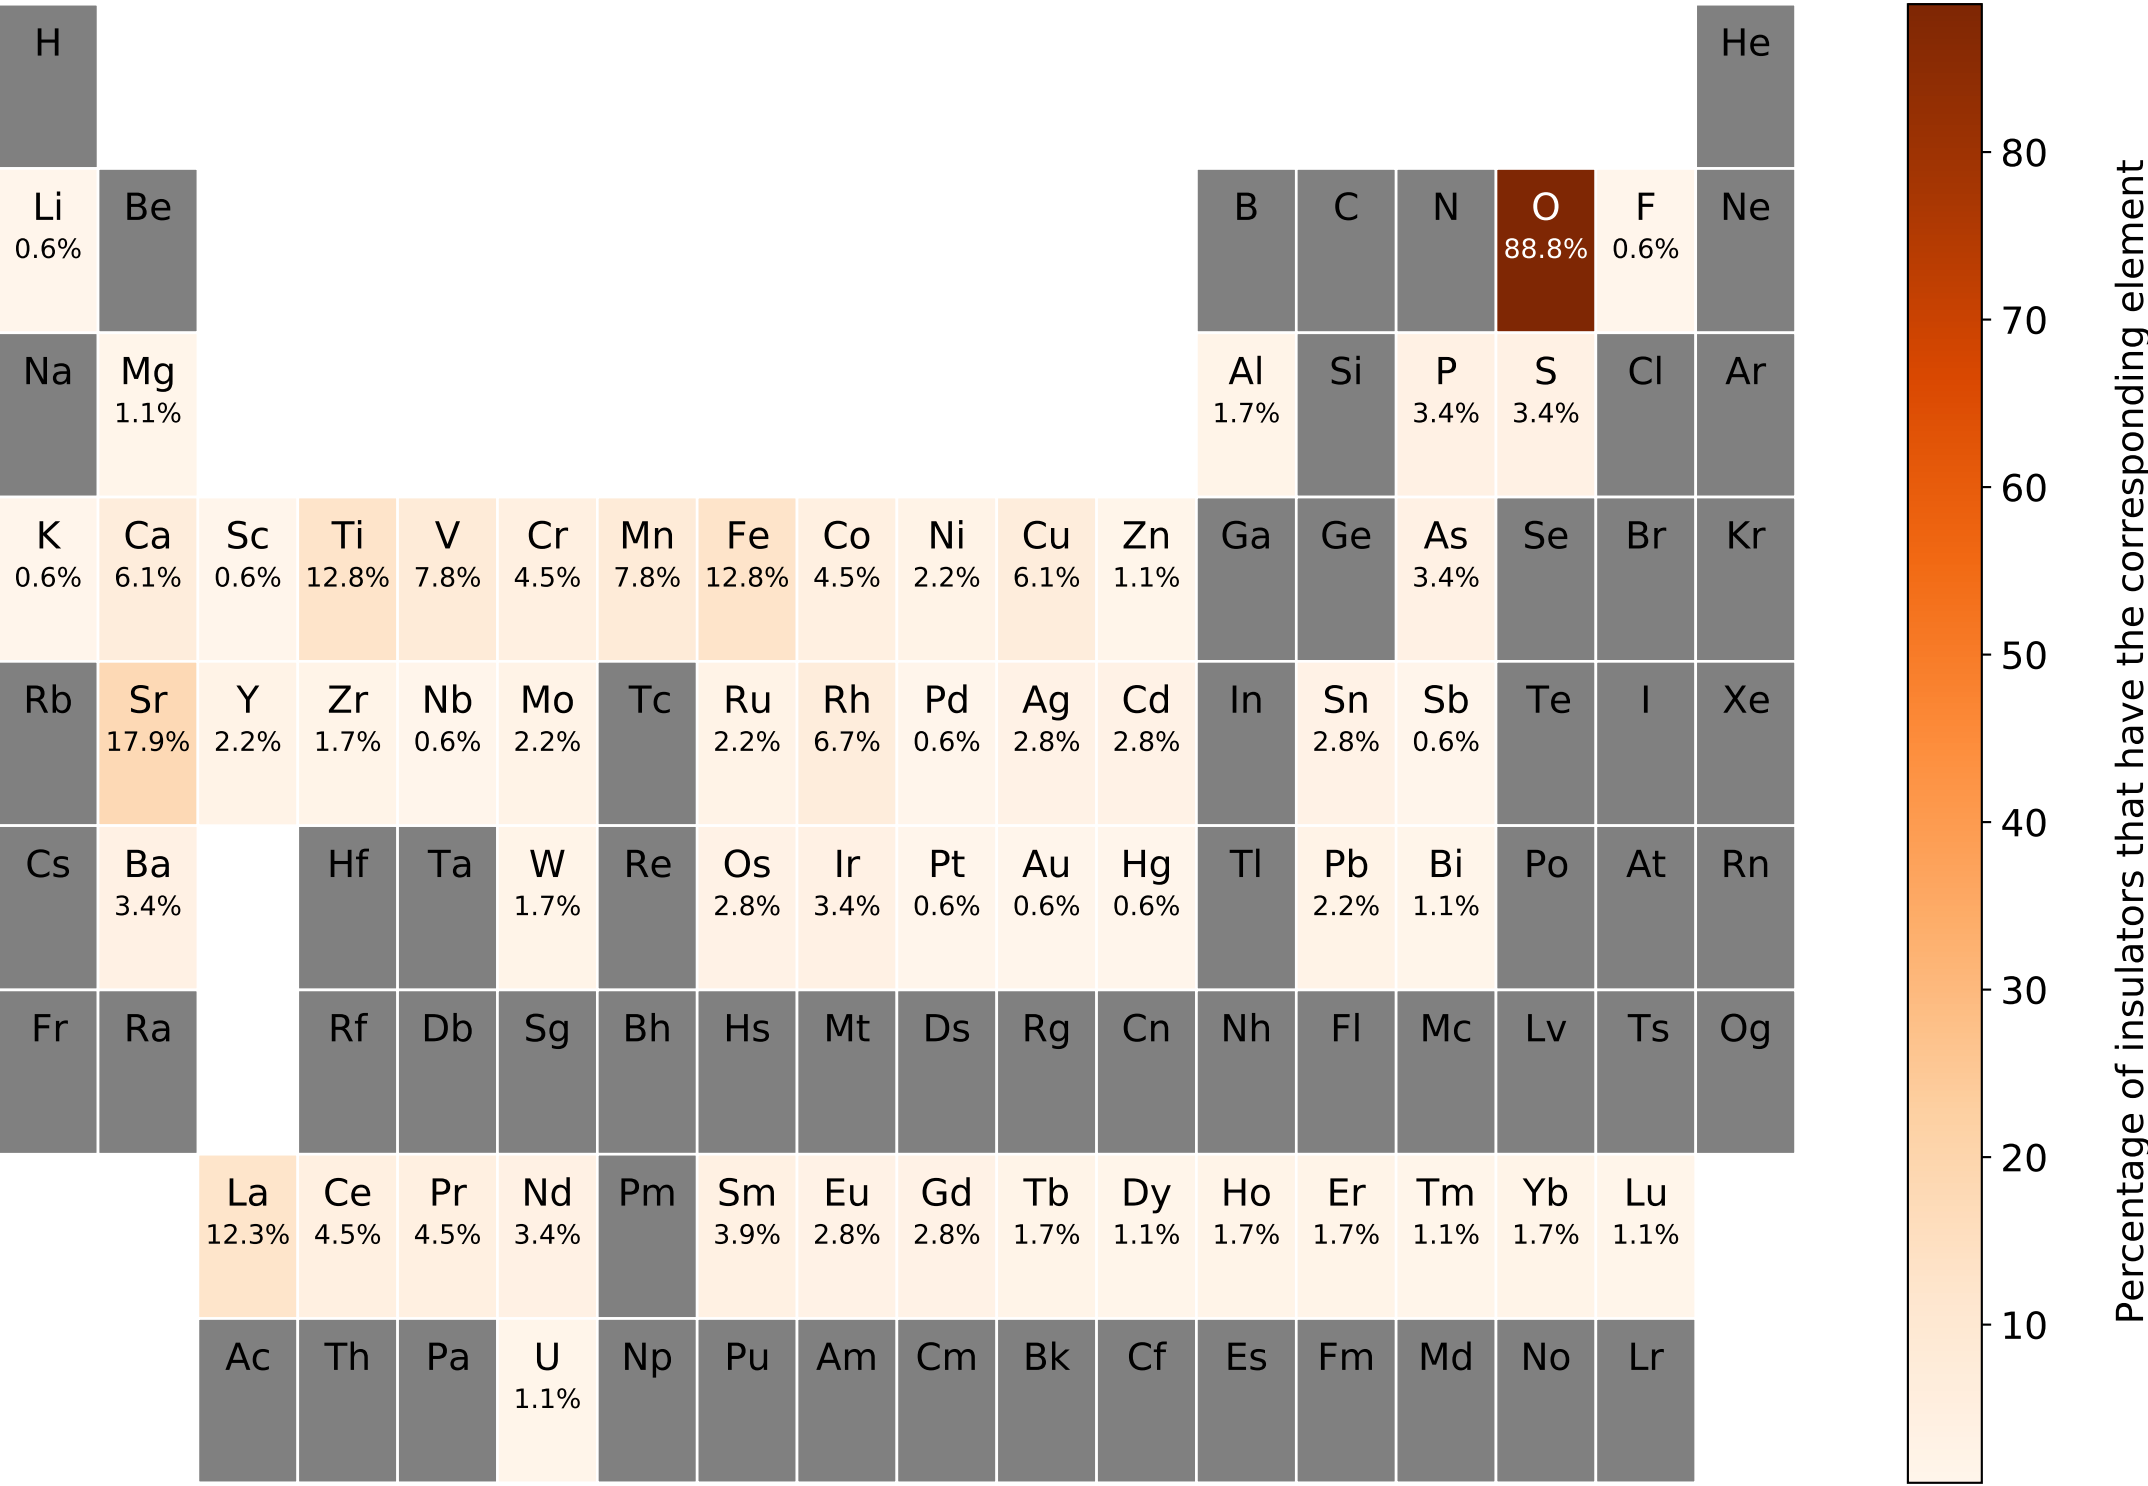 H He
Li Be B C N O F Ne
0.6% 88.8% 0.6%
Na Mg Al Si P S Cl Ar
1.1% 1.7% 3.4% 3.4%
K Ca Sc Ti V Cr Mn Fe Co Ni Cu Zn Ga Ge As Se Br Kr
0.6% 6.1% 0.6% 12.8% 7.8% 4.5% 7.8% 12.8% 4.5% 2.2% 6.1% 1.1% 3.4%
Rb Sr Y Zr Nb Mo Tc Ru Rh Pd Ag Cd In Sn Sb Te I Xe
17.9% 2.2% 1.7% 0.6% 2.2% 2.2% 6.7% 0.6% 2.8% 2.8% 2.8% 0.6%
Cs Ba Hf Ta W Re Os Ir Pt Au Hg Tl Pb Bi Po At Rn
3.4% 1.7% 2.8% 3.4% 0.6% 0.6% 0.6% 2.2% 1.1%
Fr Ra Rf Db Sg Bh Hs Mt Ds Rg Cn Nh Fl Mc Lv Ts Og
La Ce Pr Nd Pm Sm Eu Gd Tb Dy Ho Er Tm Yb Lu
12.3% 4.5% 4.5% 3.4% 3.9% 2.8% 2.8% 1.7% 1.1% 1.7% 1.7% 1.1% 1.7% 1.1%
Ac Th Pa U Np Pu Am Cm Bk Cf Es Fm Md No Lr
1.1%
80
70
60
50
40
30
20
10
Percentage of insulators that have the corresponding element